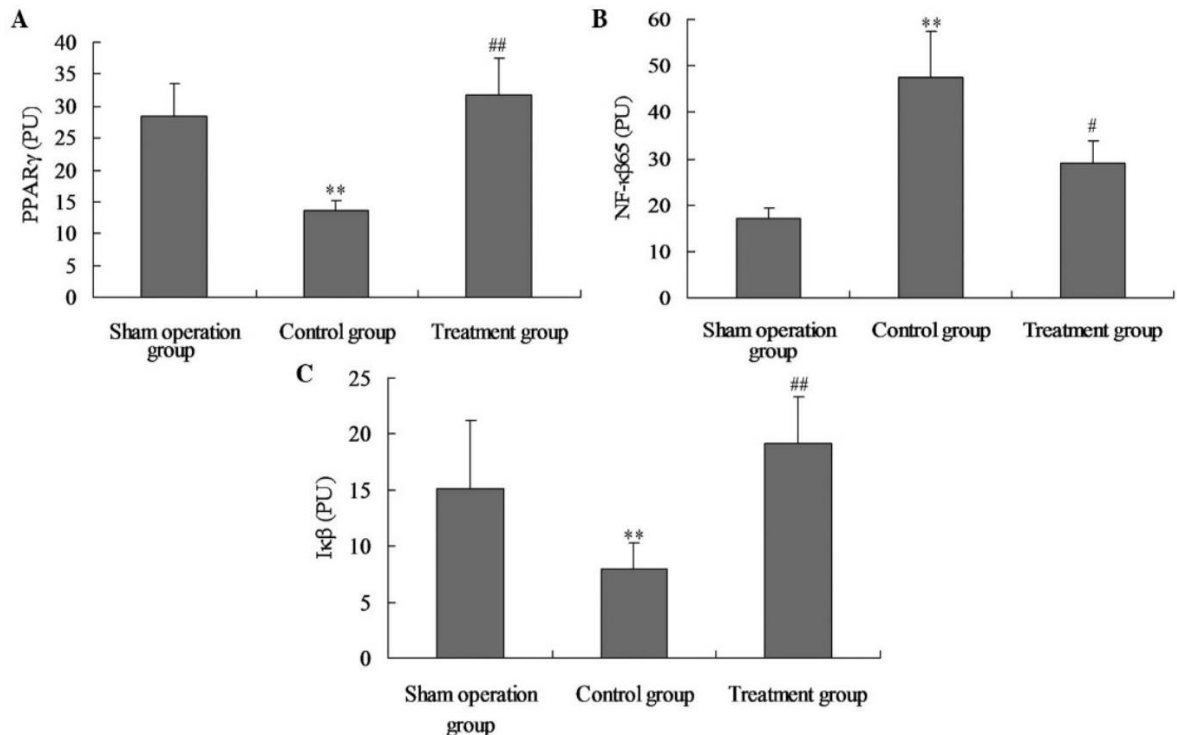 A
PPARγ (PU)
40
35
30
25
20
15
10
5
0
**
##
Sham operation
group
Control group
Treatment group
B
NF-κβ65 (PU)
60
50
40
30
20
10
0
**
#
Sham operation
group
Control group
Treatment group
C
Iκβ (PU)
25
20
15
10
5
0
**
##
Sham operation
group
Control group
Treatment group